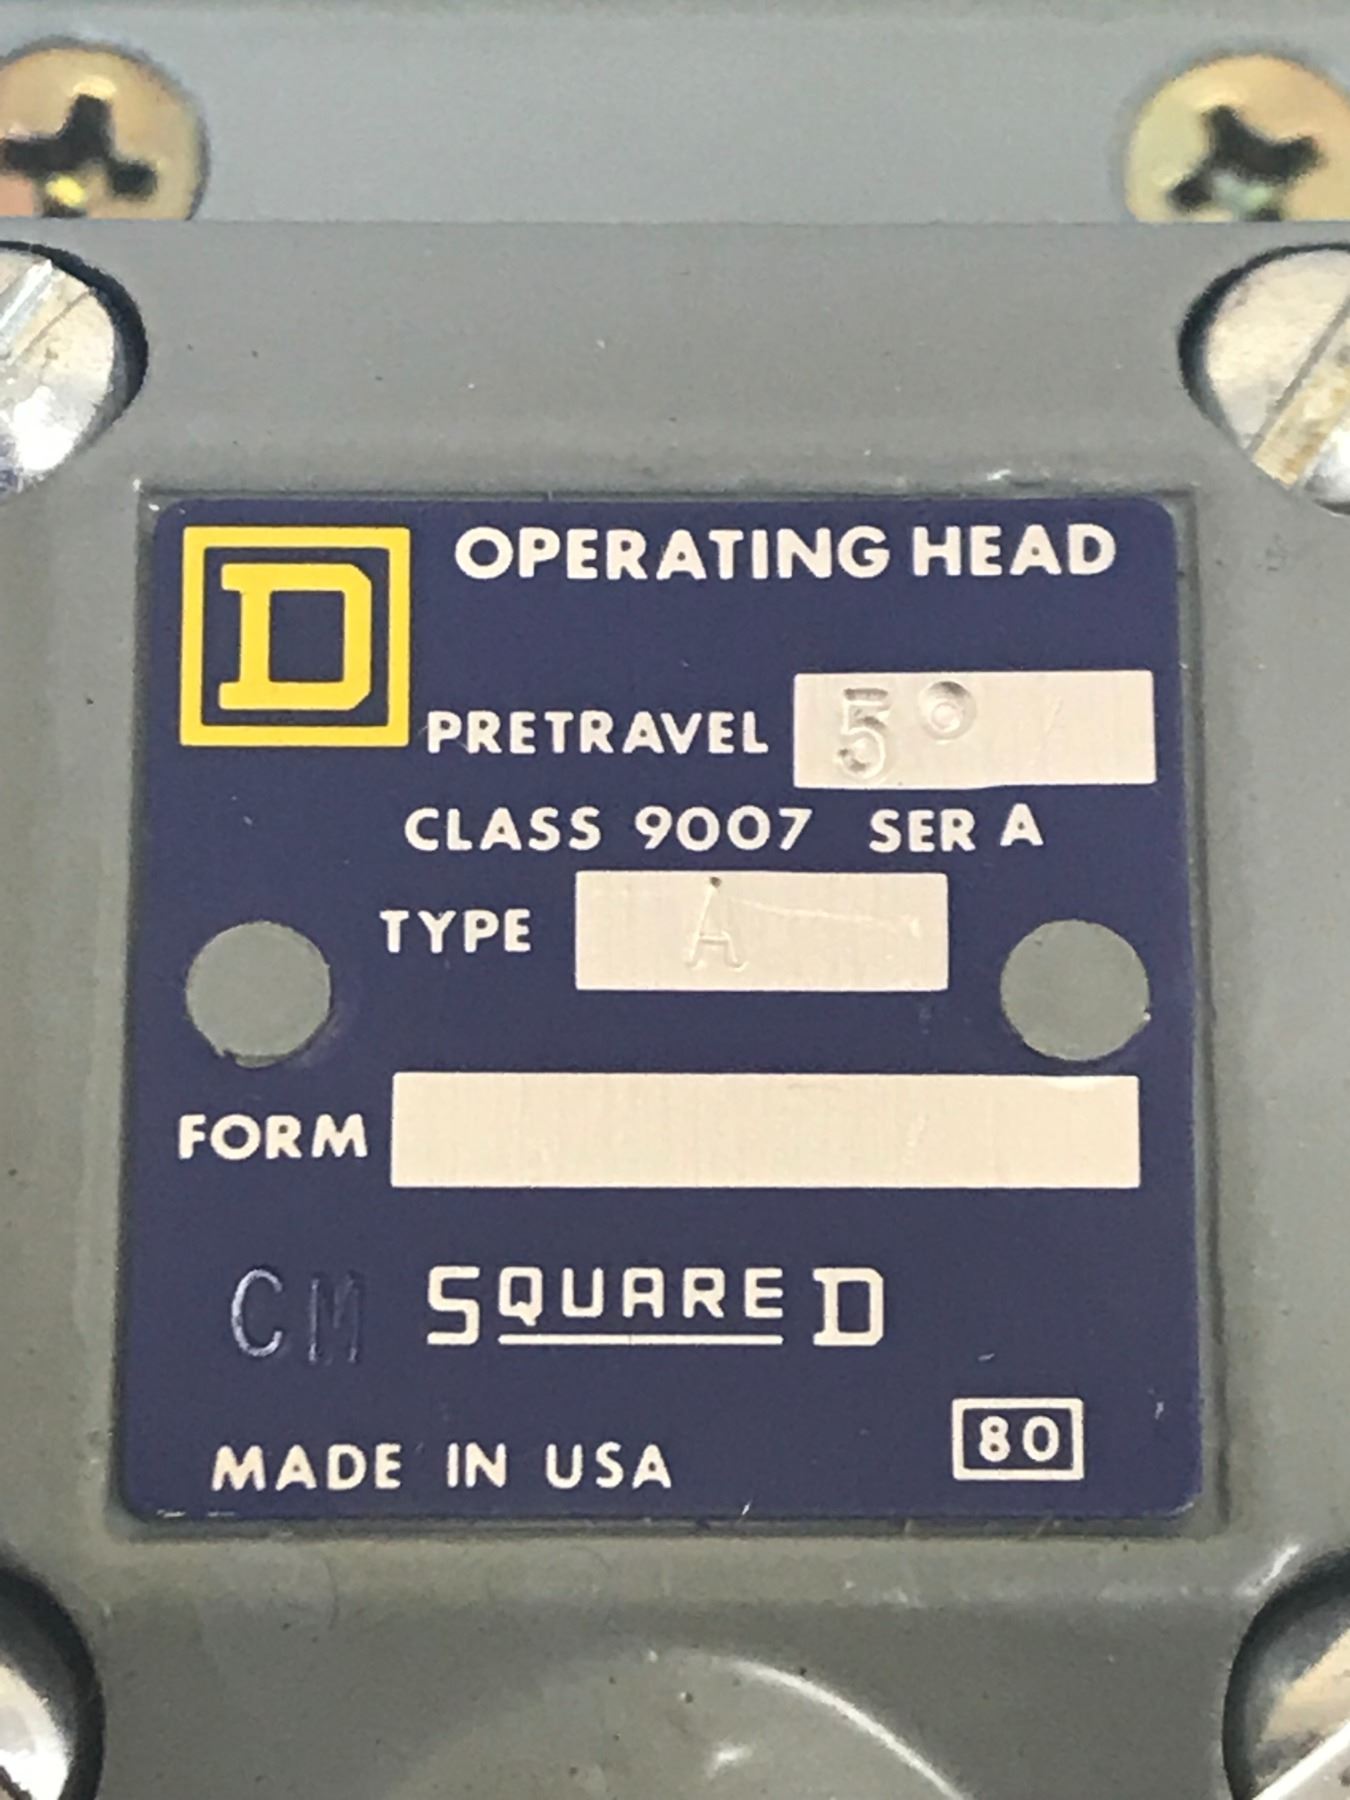 D OPERATING HEAD
PRETRAVEL 5°
CLASS 9007 SER A
TYPE A
FORM
CM SQUARE D
80
MADE IN USA